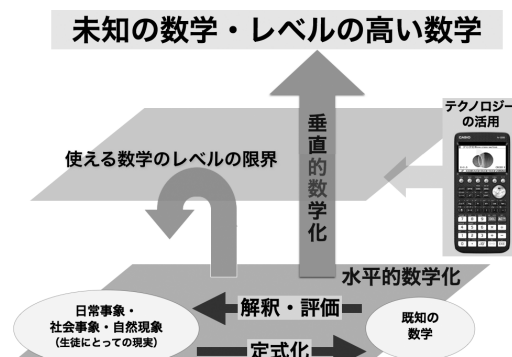 未知の数学・レベルの高い数学
テクノロジー
の活用
CASIO
垂直的数学化
使える数学のレベルの限界
水平的数学化
日常事象・
社会事象・自然現象
(生徒にとっての現実)
解釈・評価
既知の
数学
定式化